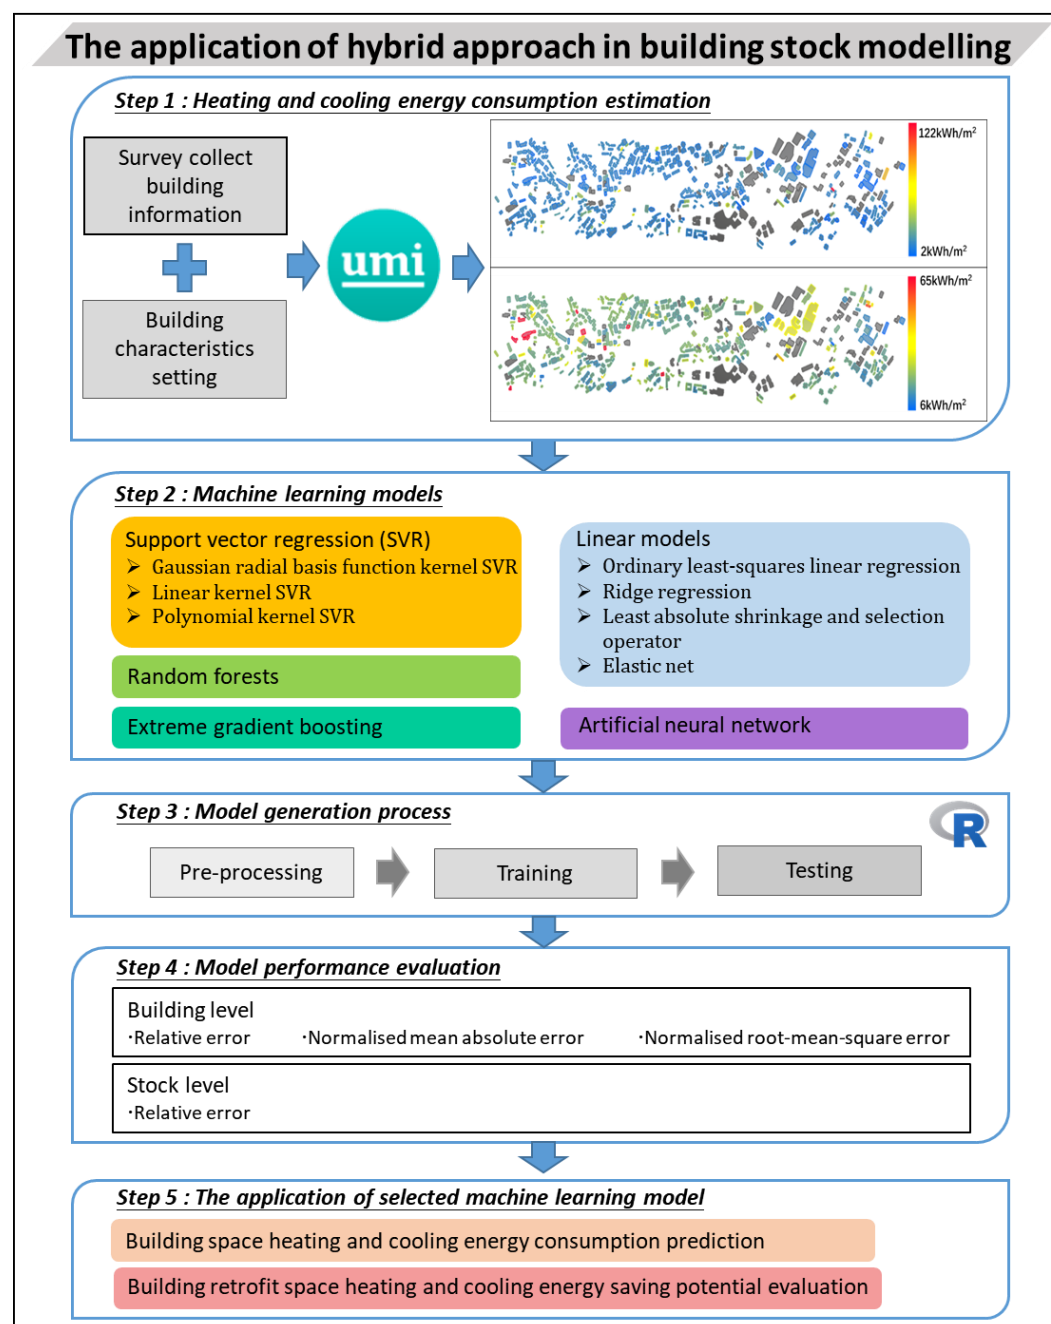 The application of hybrid approach in building stock modelling
Step 1 : Heating and cooling energy consumption estimation
Survey collect
building
information
Building
characteristics
setting
umi
122kWh/m²
2kWh/m²
65kWh/m²
6kWh/m²
Step 2 : Machine learning models
Support vector regression (SVR)
➢ Gaussian radial basis function kernel SVR
➢ Linear kernel SVR
➢ Polynomial kernel SVR
Random forests
Extreme gradient boosting
Linear models
➢ Ordinary least-squares linear regression
➢ Ridge regression
➢ Least absolute shrinkage and selection
operator
➢ Elastic net
Artificial neural network
Step 3 : Model generation process
R
Pre-processing
Training
Testing
Step 4 : Model performance evaluation
Building level
·Relative error ·Normalised mean absolute error ·Normalised root-mean-square error
Stock level
·Relative error
Step 5 : The application of selected machine learning model
Building space heating and cooling energy consumption prediction
Building retrofit space heating and cooling energy saving potential evaluation